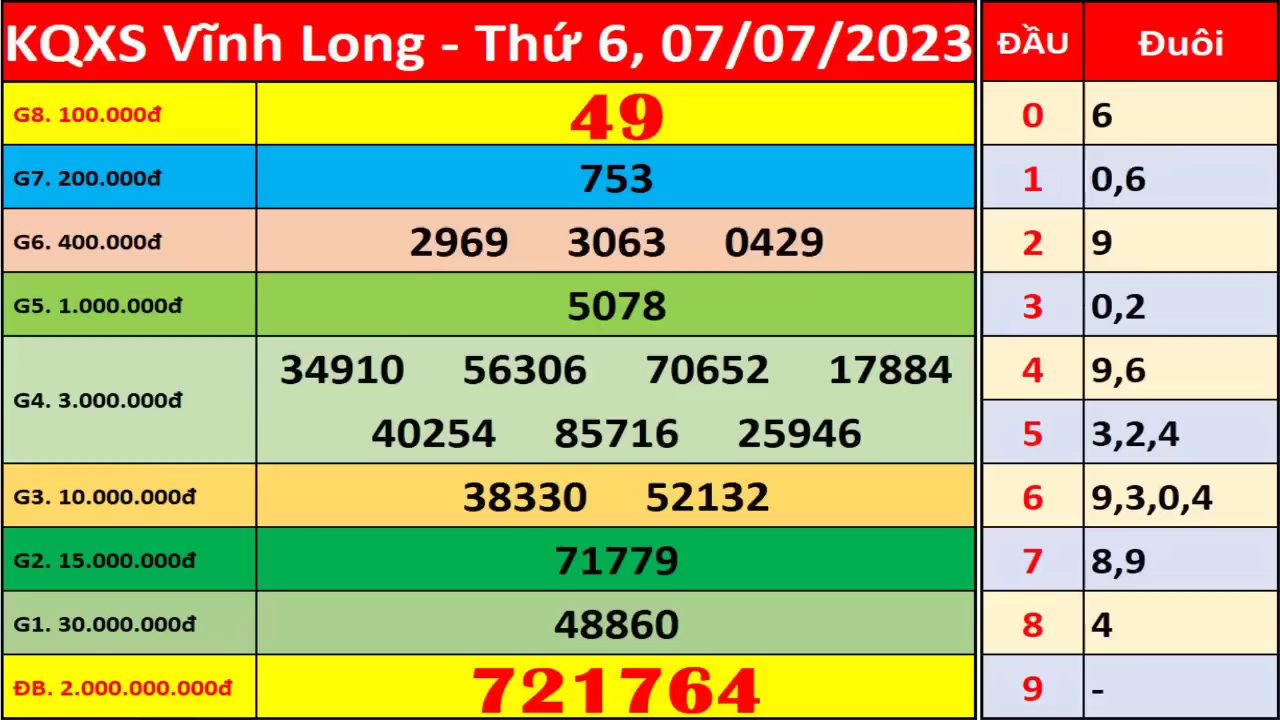 KQXS Vĩnh Long - Thứ 6, 07/07/2023 ĐẦU Đuôi
G8. 100.000đ 49 0 6
G7. 200.000đ 753 1 0,6
G6. 400.000đ 2969 3063 0429 2 9
G5. 1.000.000đ 5078 3 0,2
34910 56306 70652 17884 4 9,6
G4. 3.000.000đ
40254 85716 25946 5 3,2,4
G3. 10.000.000đ 38330 52132 6 9,3,0,4
G2. 15.000.000đ 71779 7 8,9
G1. 30.000.000đ 48860 8 4
ĐB. 2.000.000.000đ 721764 9 -